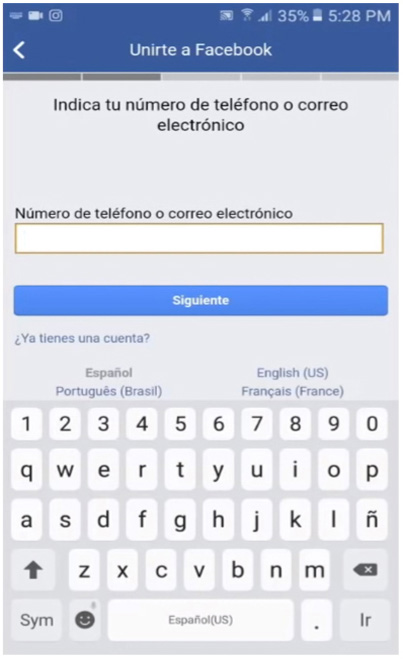 35% 5:28 PM
Unirte a Facebook
Indica tu número de teléfono o correo
electrónico
Número de teléfono o correo electrónico
Siguiente
¿Ya tienes una cuenta?
Español English (US)
Português (Brasil) Français (France)
1 2 3 4 5 6 7 8 9 0
q w e r t y u i o p
a s d f g h j k l ñ
z x c v b n m
Sym Español(US) . Ir